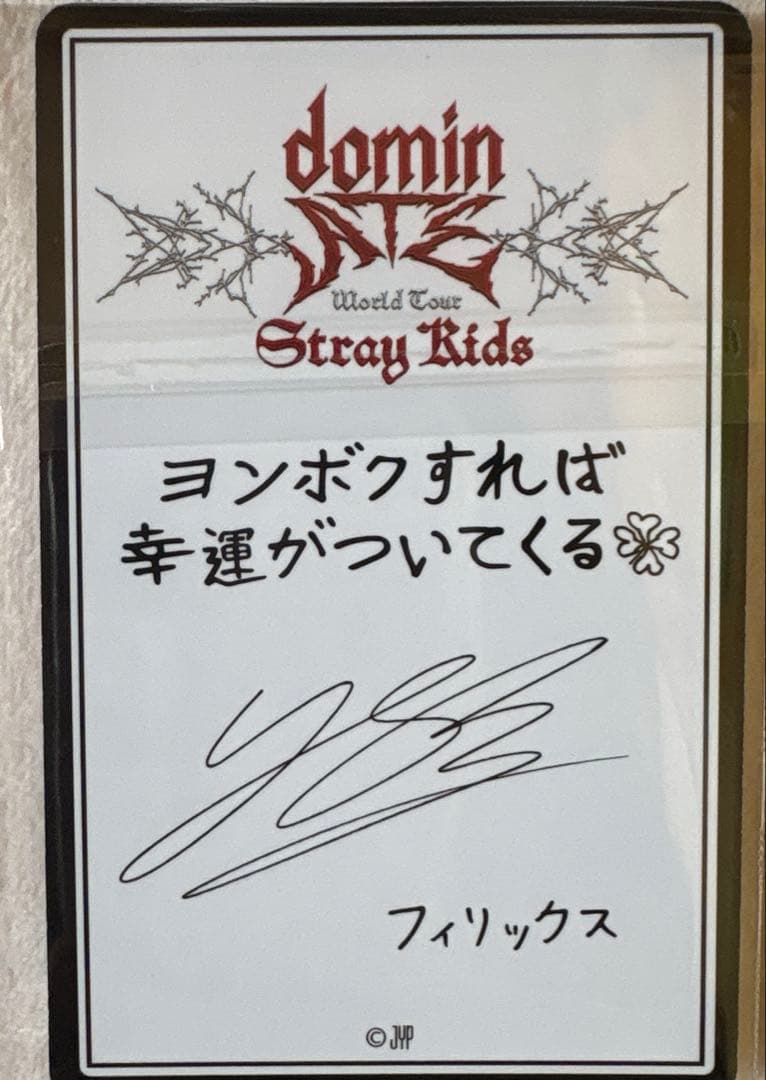 domin
ATE
World Tour
Stray Kids
ヨンボクすれば
幸運がついてくる
フィリックス
© JYP